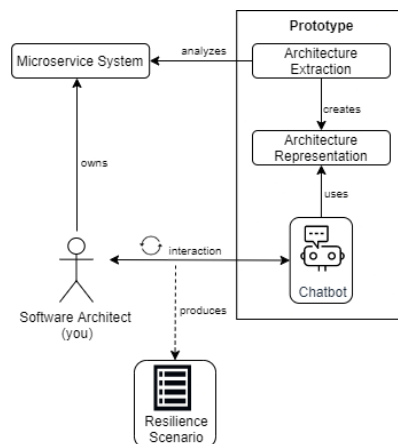 Prototype
analyzes
Microservice System
Architecture
Extraction
creates
Architecture
Representation
owns
uses
interaction
Software Architect
(you)
Chatbot
produces
Resilience
Scenario